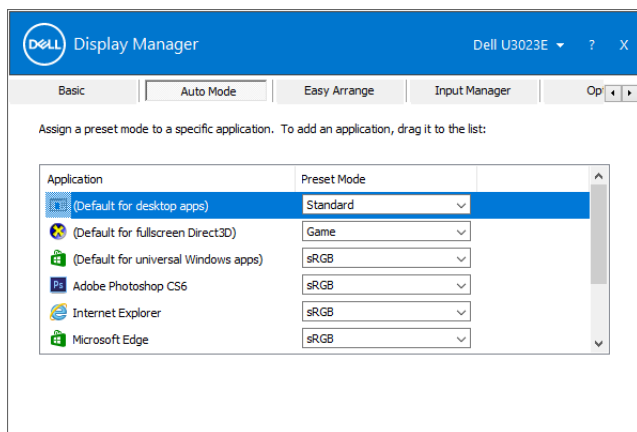 DELL Display Manager Dell U3023E ? X
Basic Auto Mode Easy Arrange Input Manager Op
Assign a preset mode to a specific application. To add an application, drag it to the list:
Application Preset Mode
(Default for desktop apps) Standard
(Default for fullscreen Direct3D) Game
(Default for universal Windows apps) sRGB
Ps Adobe Photoshop CS6 sRGB
Internet Explorer sRGB
Microsoft Edge sRGB